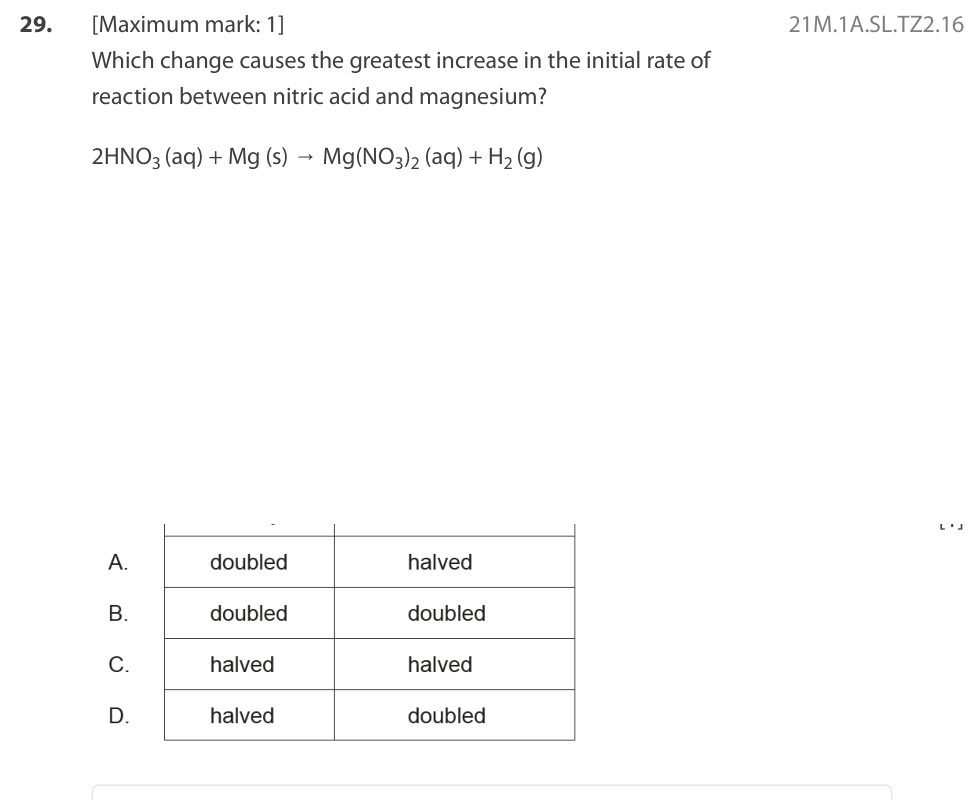 29. [Maximum mark: 1] 21M.1A.SL.TZ2.16
Which change causes the greatest increase in the initial rate of
reaction between nitric acid and magnesium?
2HNO₃ (aq) + Mg (s) → Mg(NO₃)₂ (aq) + H₂ (g)
A. doubled halved
B. doubled doubled
C. halved halved
D. halved doubled